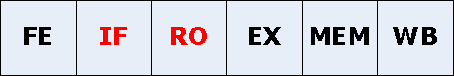 FE IF RO EX MEM WB